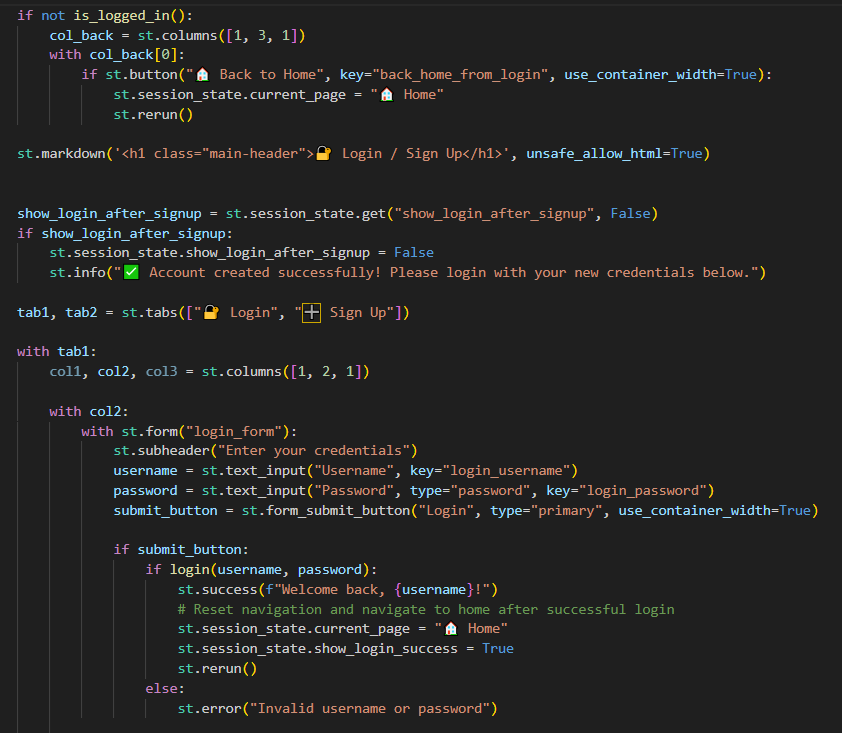 if not is_logged_in():
    col_back = st.columns([1, 3, 1])
    with col_back[0]:
        if st.button("🏠 Back to Home", key="back_home_from_login", use_container_width=True):
            st.session_state.current_page = "🏠 Home"
            st.rerun()

st.markdown('<h1 class="main-header">🔐 Login / Sign Up</h1>', unsafe_allow_html=True)


show_login_after_signup = st.session_state.get("show_login_after_signup", False)
if show_login_after_signup:
    st.session_state.show_login_after_signup = False
    st.info("✅ Account created successfully! Please login with your new credentials below.")

tab1, tab2 = st.tabs(["🔐 Login", "➕ Sign Up"])

with tab1:
    col1, col2, col3 = st.columns([1, 2, 1])

    with col2:
        with st.form("login_form"):
            st.subheader("Enter your credentials")
            username = st.text_input("Username", key="login_username")
            password = st.text_input("Password", type="password", key="login_password")
            submit_button = st.form_submit_button("Login", type="primary", use_container_width=True)

            if submit_button:
                if login(username, password):
                    st.success(f"Welcome back, {username}!")
                    # Reset navigation and navigate to home after successful login
                    st.session_state.current_page = "🏠 Home"
                    st.session_state.show_login_success = True
                    st.rerun()
                else:
                    st.error("Invalid username or password")